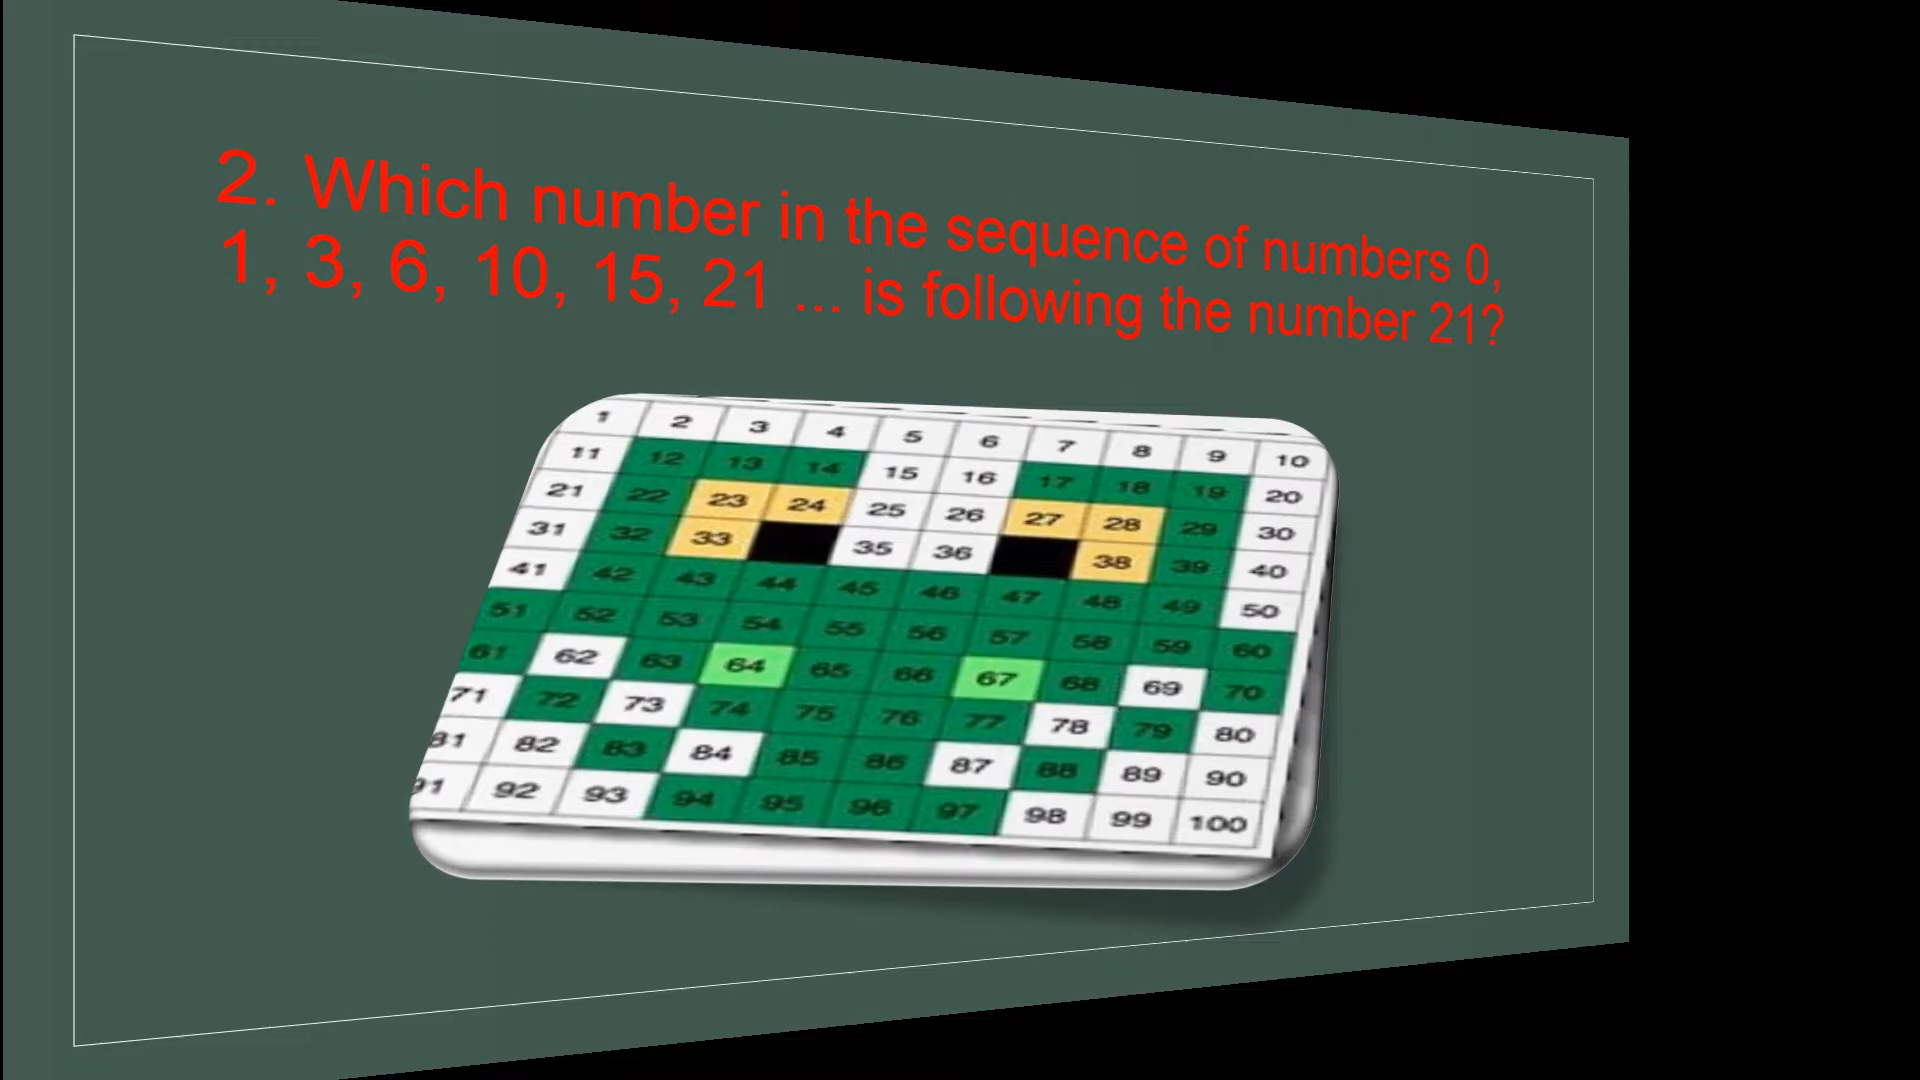 2. Which number in the sequence of numbers 0,
1, 3, 6, 10, 15, 21 ... is following the number 21?
1 2 3 4 5 6 7 8 9 10
11 12 13 14 15 16 17 18 19 20
21 22 23 24 25 26 27 28 29 30
31 32 33 35 36 38 39 40
41 42 43 44 45 46 47 48 49 50
51 52 53 54 55 56 57 58 59 60
61 62 63 64 65 66 67 68 69 70
71 72 73 74 75 76 77 78 79 80
81 82 83 84 85 86 87 88 89 90
91 92 93 94 95 96 97 98 99 100